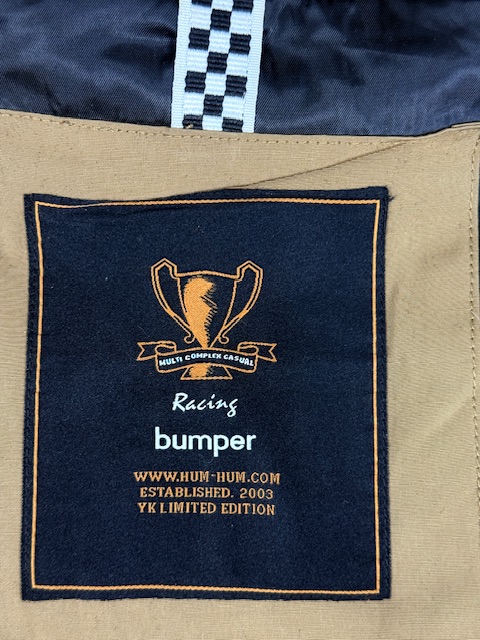 MULTI COMPLEX CASUAL
Racing
bumper
WWW.HUM-HUM.COM
ESTABLISHED. 2003
YK LIMITED EDITION